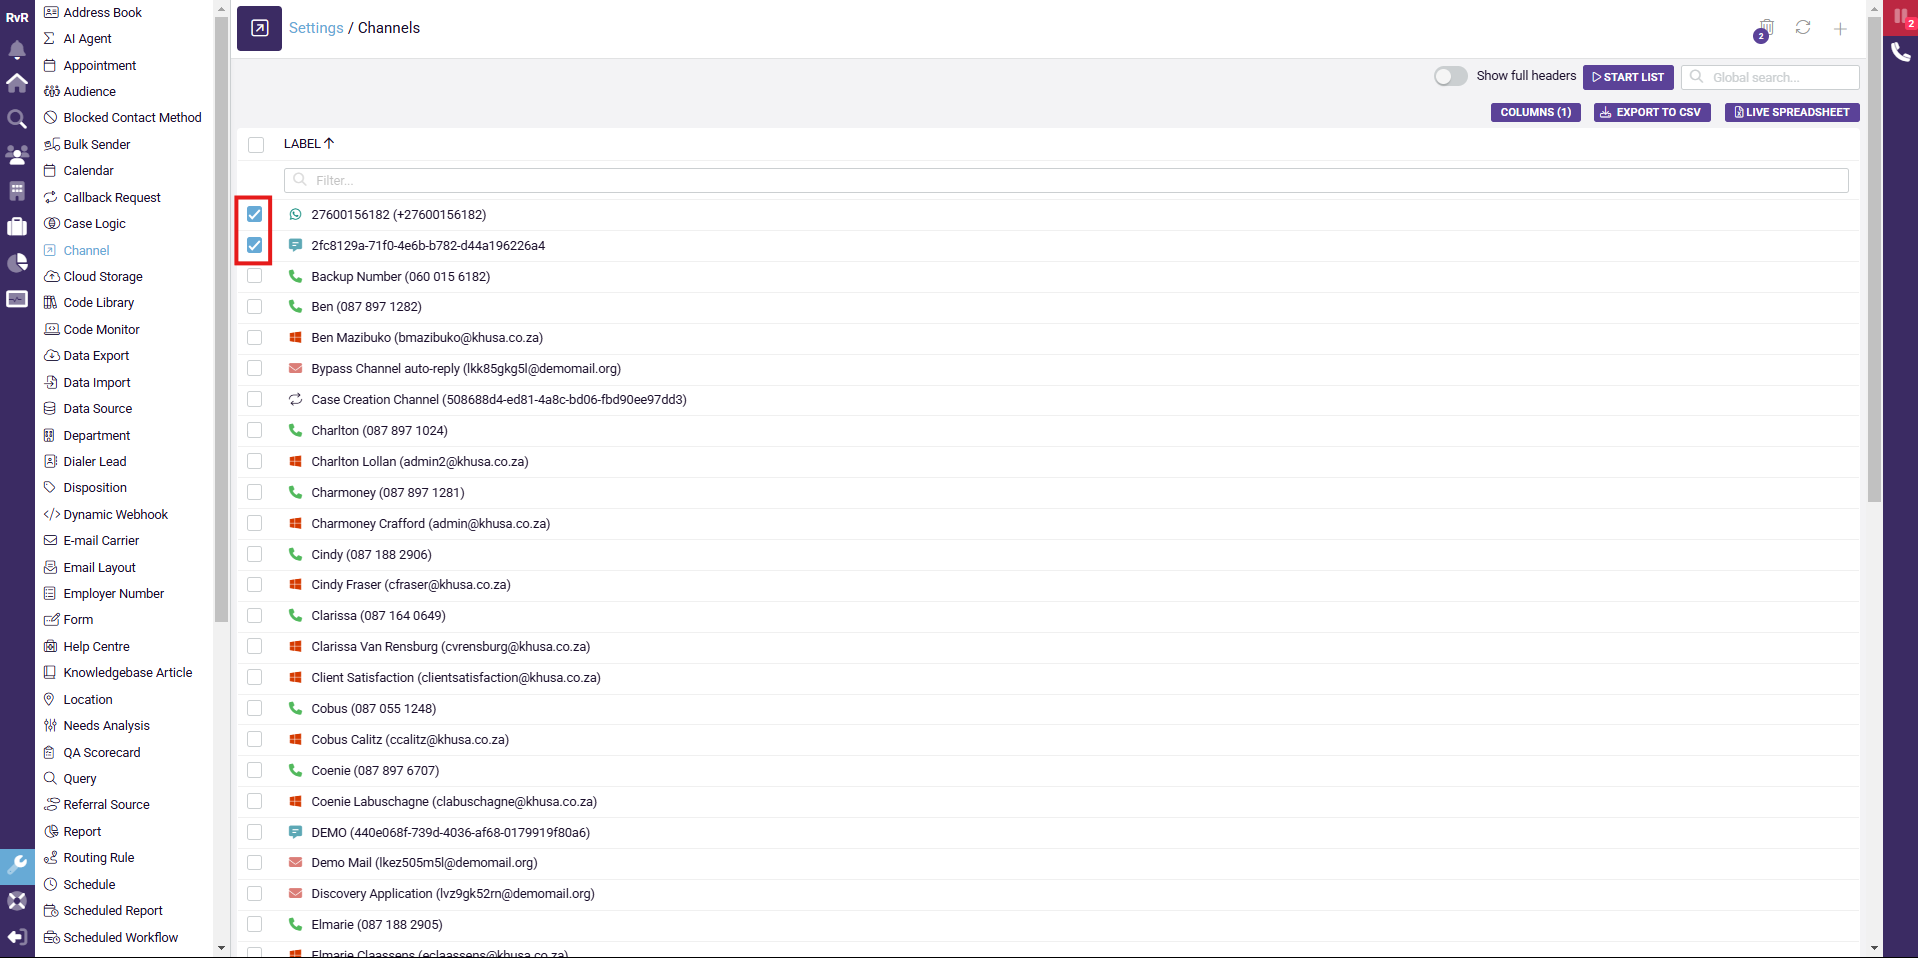 RvR
Address Book
AI Agent
Appointment
Audience
Blocked Contact Method
Bulk Sender
Calendar
Callback Request
Case Logic
Channel
Cloud Storage
Code Library
Code Monitor
Data Export
Data Import
Data Source
Department
Dialer Lead
Disposition
Dynamic Webhook
E-mail Carrier
Email Layout
Employer Number
Form
Help Centre
Knowledgebase Article
Location
Needs Analysis
QA Scorecard
Query
Referral Source
Report
Routing Rule
Schedule
Scheduled Report
Scheduled Workflow
Settings / Channels
2
2
Show full headers START LIST Global search...
COLUMNS (1) EXPORT TO CSV LIVE SPREADSHEET
LABEL
Filter...
27600156182 (+27600156182)
2fc8129a-71f0-4e6b-b782-d44a196226a4
Backup Number (060 015 6182)
Ben (087 897 1282)
Ben Mazibuko (bmazibuko@khusa.co.za)
Bypass Channel auto-reply (lkk85gkg5l@demomail.org)
Case Creation Channel (508688d4-ed81-4a8c-bd06-fbd90ee97dd3)
Charlton (087 897 1024)
Charlton Lollan (admin2@khusa.co.za)
Charmoney (087 897 1281)
Charmoney Crafford (admin@khusa.co.za)
Cindy (087 188 2906)
Cindy Fraser (cfraser@khusa.co.za)
Clarissa (087 164 0649)
Clarissa Van Rensburg (cvrensburg@khusa.co.za)
Client Satisfaction (clientsatisfaction@khusa.co.za)
Cobus (087 055 1248)
Cobus Calitz (ccalitz@khusa.co.za)
Coenie (087 897 6707)
Coenie Labuschagne (clabuschagne@khusa.co.za)
DEMO (440e068f-739d-4036-af68-0179919f80a6)
Demo Mail (lkez505m5l@demomail.org)
Discovery Application (lvz9gk52rn@demomail.org)
Elmarie (087 188 2905)
Elmarie Claassens (eclaassens@khusa.co.za)